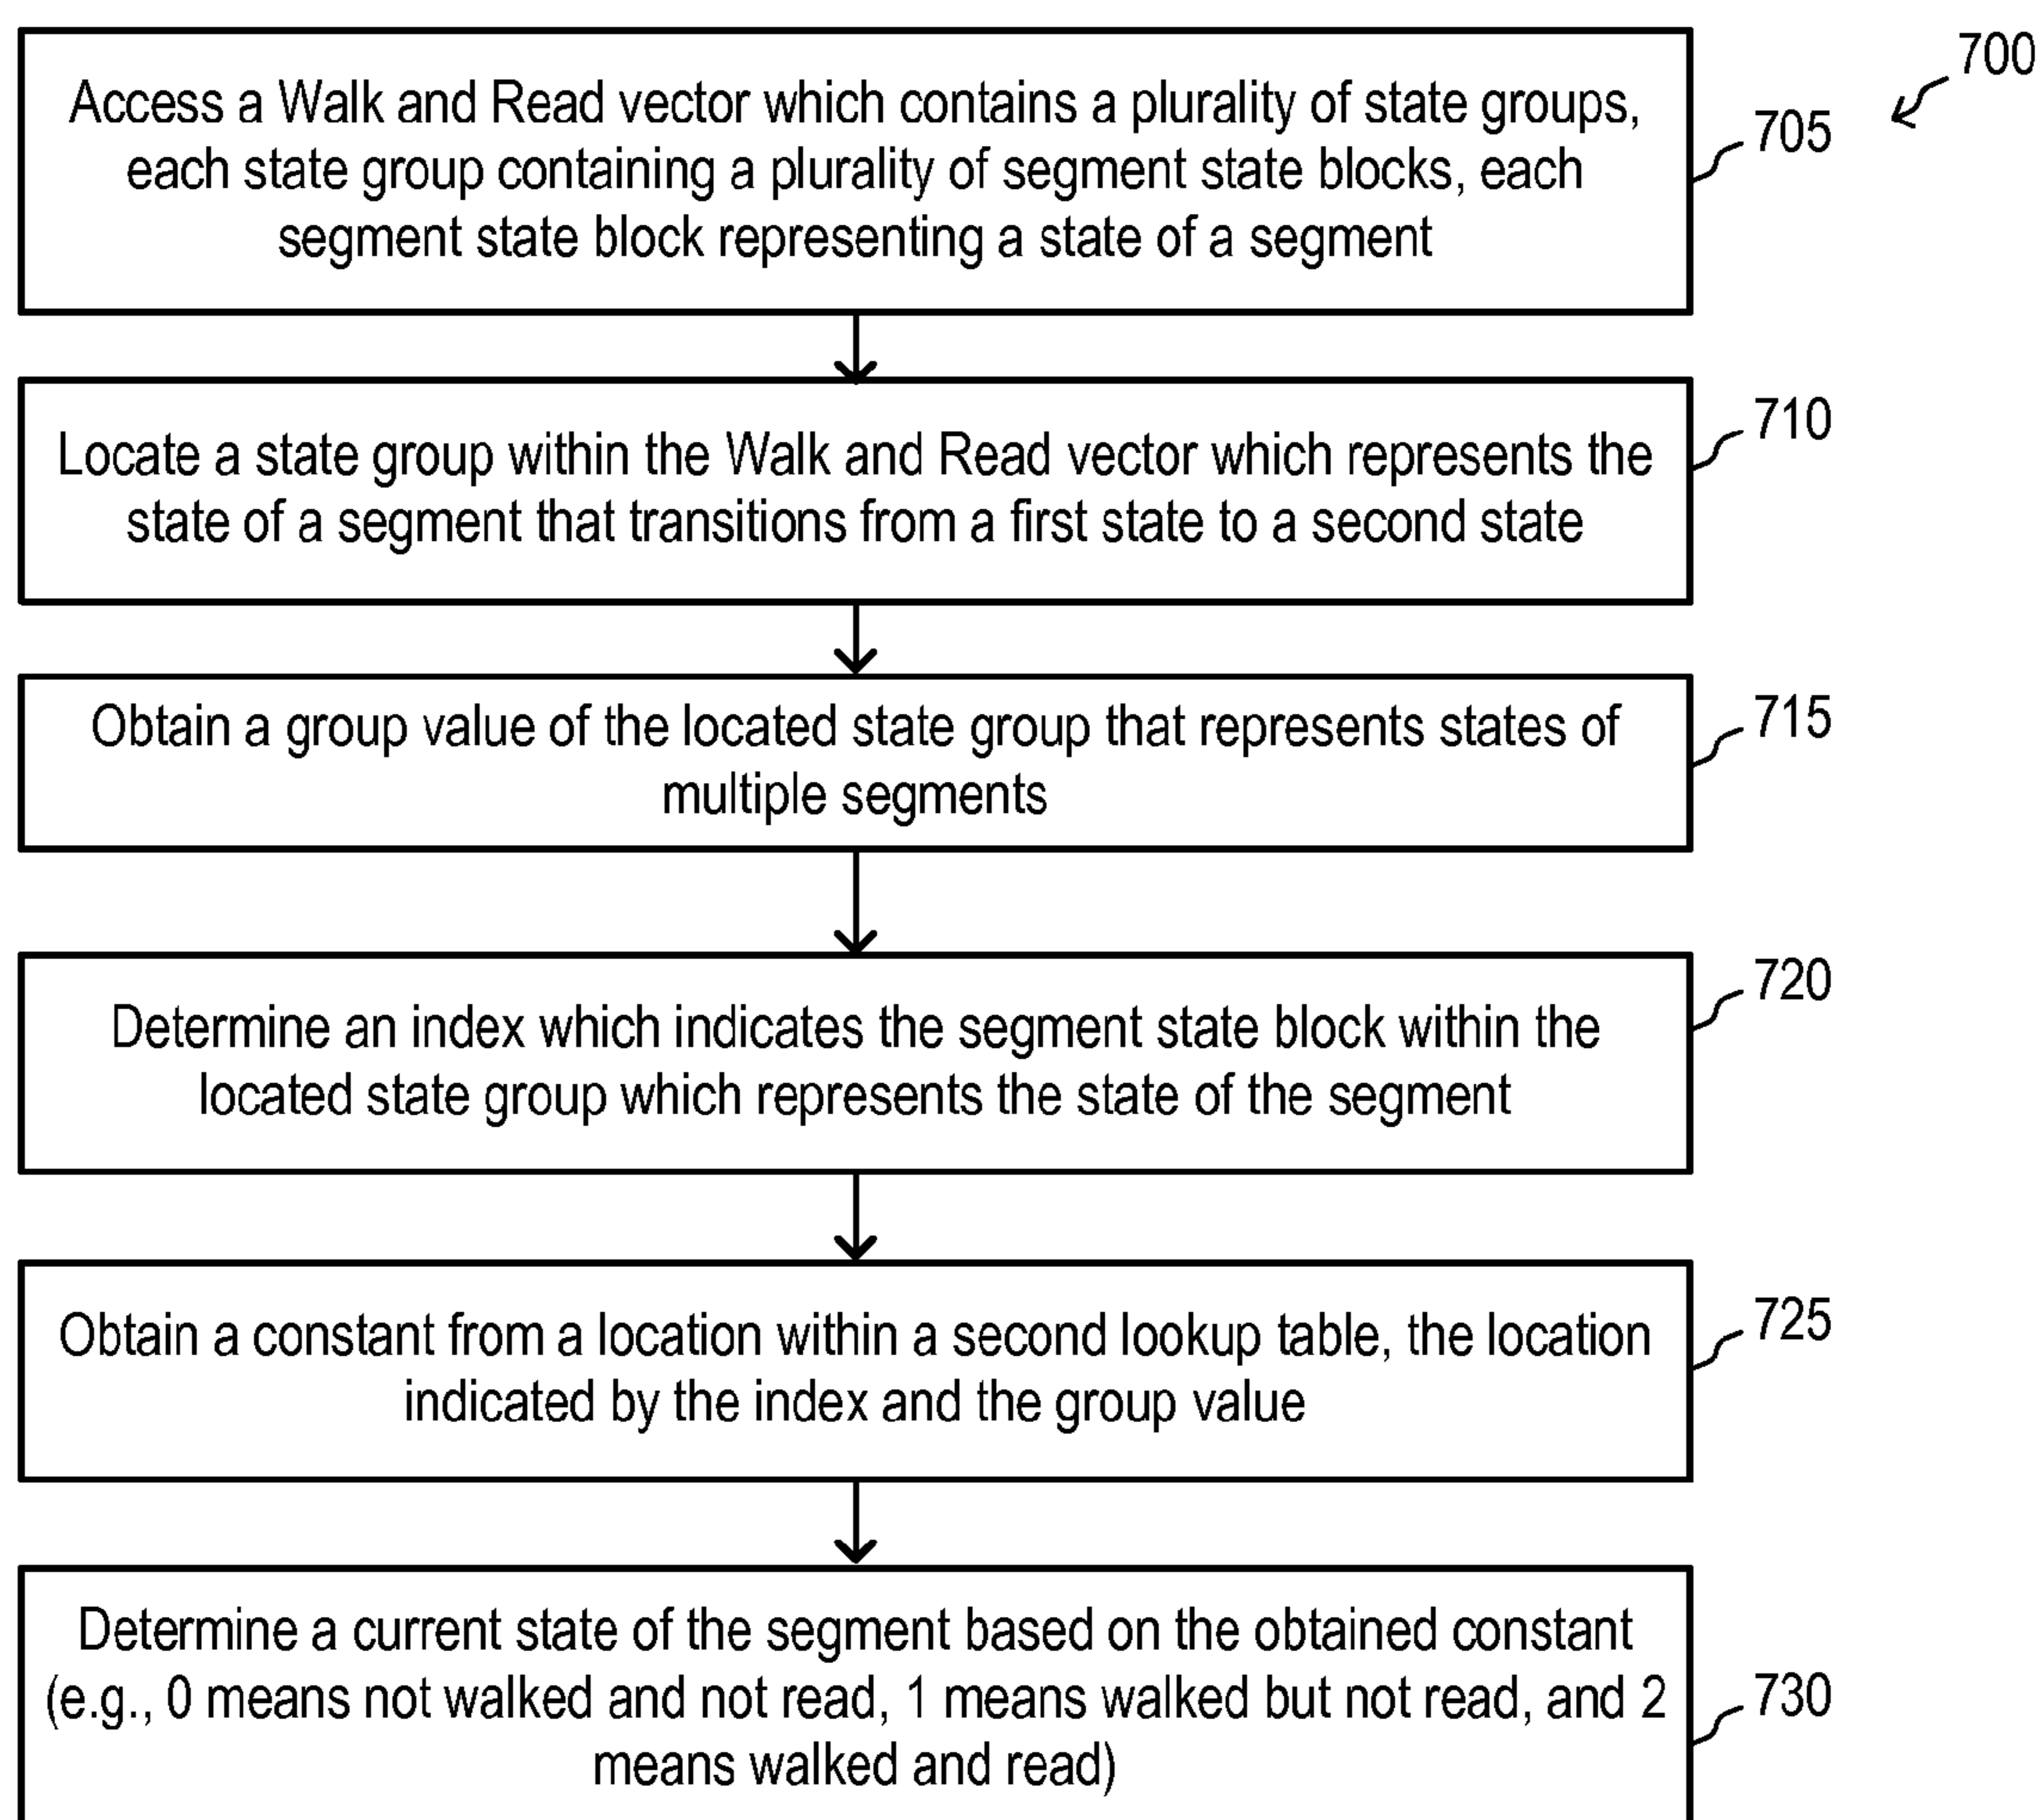 700
Access a Walk and Read vector which contains a plurality of state groups,
each state group containing a plurality of segment state blocks, each
segment state block representing a state of a segment
705
Locate a state group within the Walk and Read vector which represents the
state of a segment that transitions from a first state to a second state
710
Obtain a group value of the located state group that represents states of
multiple segments
715
Determine an index which indicates the segment state block within the
located state group which represents the state of the segment
720
Obtain a constant from a location within a second lookup table, the location
indicated by the index and the group value
725
Determine a current state of the segment based on the obtained constant
(e.g., 0 means not walked and not read, 1 means walked but not read, and 2
means walked and read)
730